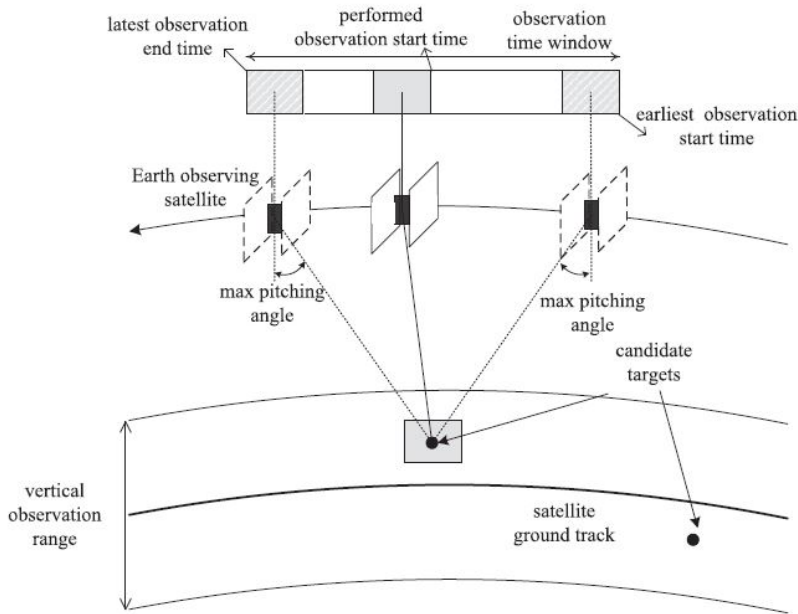 latest observation
end time
performed
observation start time
observation
time window
earliest observation
start time
Earth observing
satellite
max pitching
angle
max pitching
angle
candidate
targets
vertical
observation
range
satellite
ground track